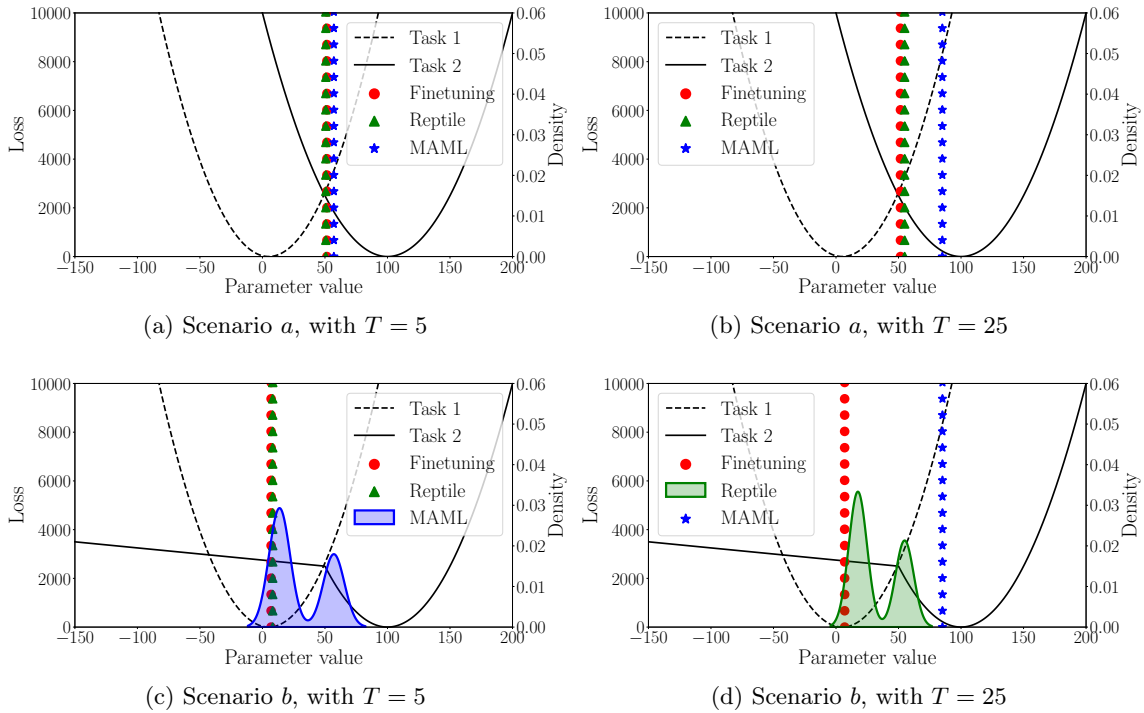 10000
8000
6000
4000
2000
0
Loss
−150 −100 −50 0 50 100 150 200
Parameter value
0.06
0.05
0.04
0.03
0.02
0.01
0.00
Density
Task 1
Task 2
Finetuning
Reptile
MAML
(a) Scenario a, with T = 5
10000
8000
6000
4000
2000
0
Loss
−150 −100 −50 0 50 100 150 200
Parameter value
0.06
0.05
0.04
0.03
0.02
0.01
0.00
Density
Task 1
Task 2
Finetuning
Reptile
MAML
(b) Scenario a, with T = 25
10000
8000
6000
4000
2000
0
Loss
−150 −100 −50 0 50 100 150 200
Parameter value
0.06
0.05
0.04
0.03
0.02
0.01
0.00
Density
Task 1
Task 2
Finetuning
Reptile
MAML
(c) Scenario b, with T = 5
10000
8000
6000
4000
2000
0
Loss
−150 −100 −50 0 50 100 150 200
Parameter value
0.06
0.05
0.04
0.03
0.02
0.01
0.00
Density
Task 1
Task 2
Finetuning
Reptile
MAML
(d) Scenario b, with T = 25